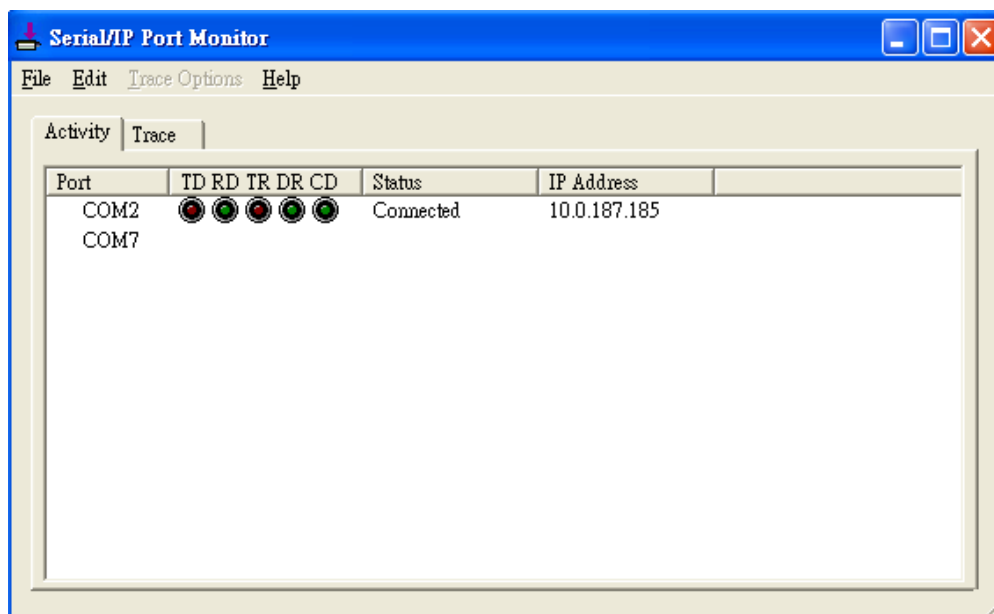 Serial/IP Port Monitor
File Edit Trace Options Help
Activity Trace
Port TD RD TR DR CD Status IP Address
COM2 Connected 10.0.187.185
COM7